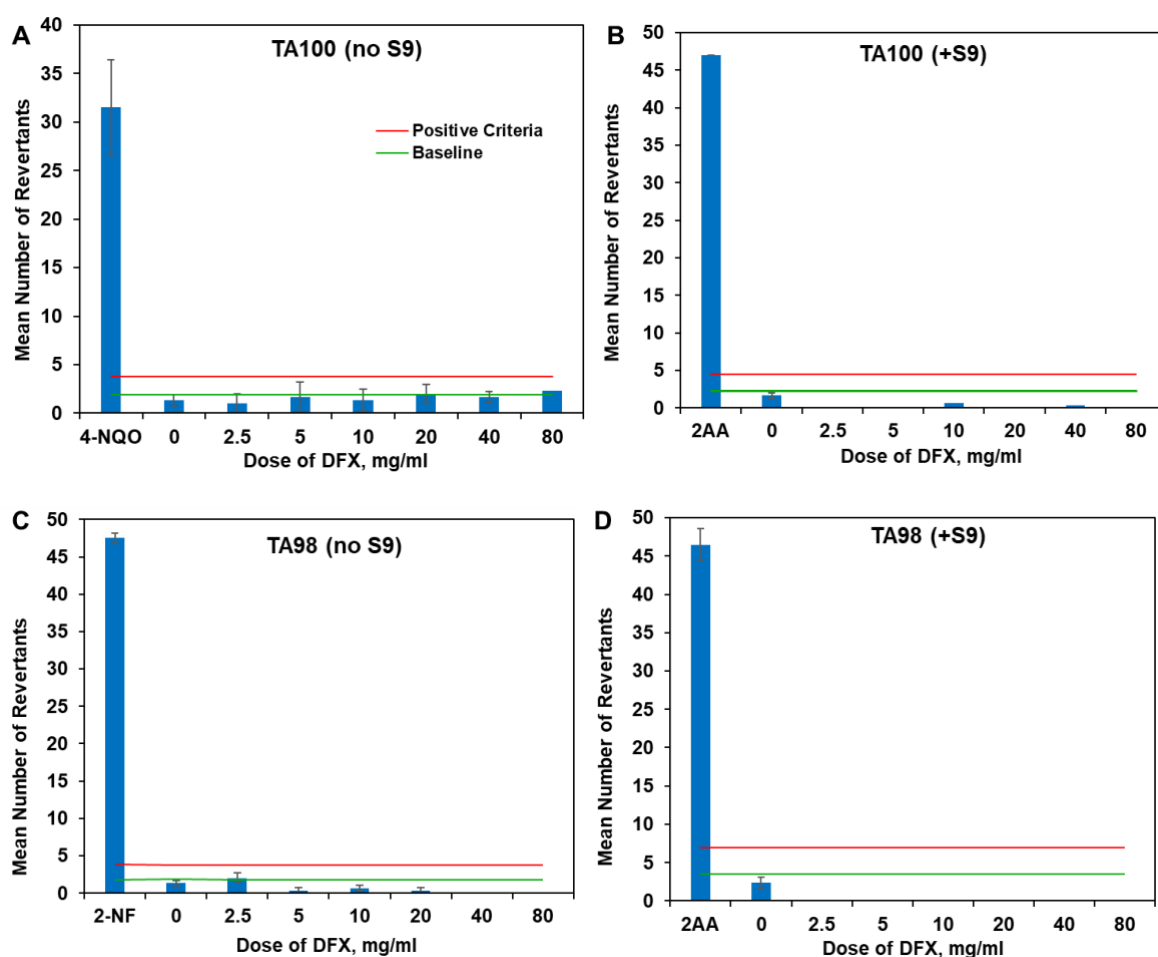 A
TA100 (no S9)
Mean Number of Revertants
40
35
30
25
20
15
10
5
0
Positive Criteria
Baseline
4-NQO 0 2.5 5 10 20 40 80
Dose of DFX, mg/ml
B
TA100 (+S9)
Mean Number of Revertants
50
45
40
35
30
25
20
15
10
5
0
2AA 0 2.5 5 10 20 40 80
Dose of DFX, mg/ml
C
TA98 (no S9)
Mean Number of Revertants
50
45
40
35
30
25
20
15
10
5
0
2-NF 0 2.5 5 10 20 40 80
Dose of DFX, mg/ml
D
TA98 (+S9)
Mean Number of Revertants
50
45
40
35
30
25
20
15
10
5
0
2AA 0 2.5 5 10 20 40 80
Dose of DFX, mg/ml